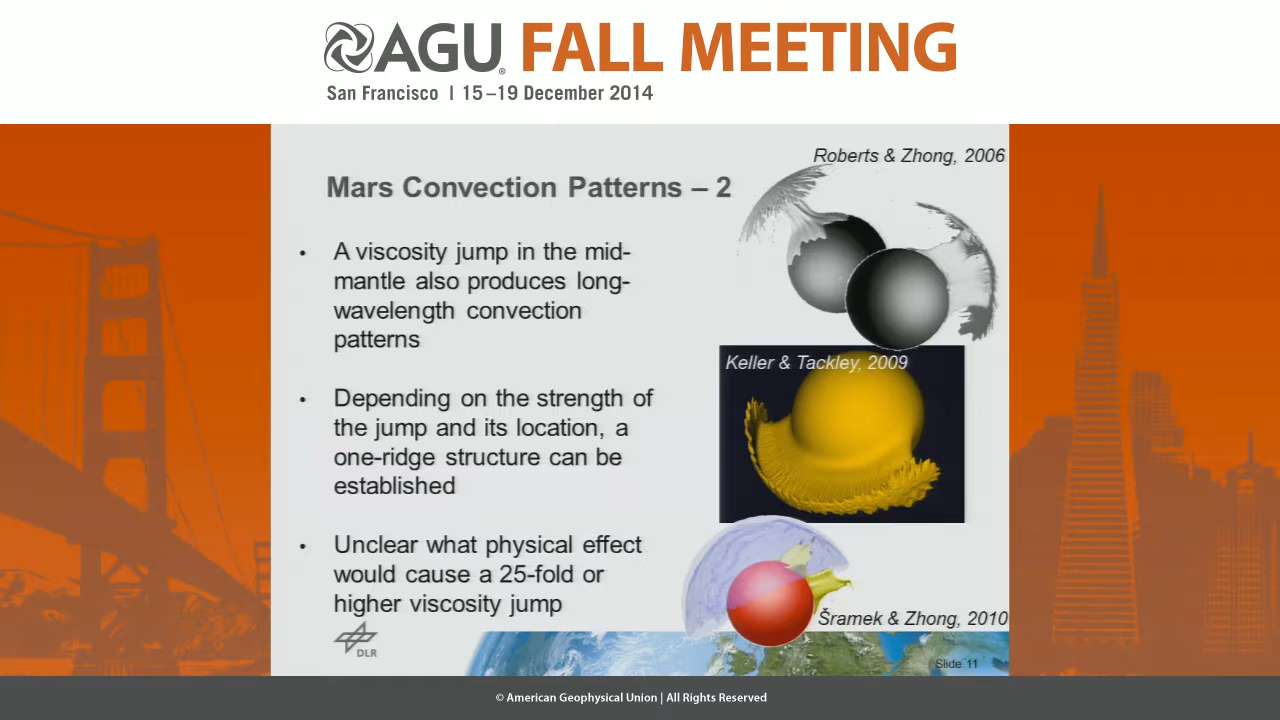 AGU® FALL MEETING
San Francisco | 15–19 December 2014
Roberts & Zhong, 2006
Mars Convection Patterns – 2
• A viscosity jump in the mid-
mantle also produces long-
wavelength convection
patterns
Keller & Tackley, 2009
• Depending on the strength of
the jump and its location, a
one-ridge structure can be
established
• Unclear what physical effect
would cause a 25-fold or
higher viscosity jump
Šramek & Zhong, 2010
DLR
Slide 11
© American Geophysical Union | All Rights Reserved